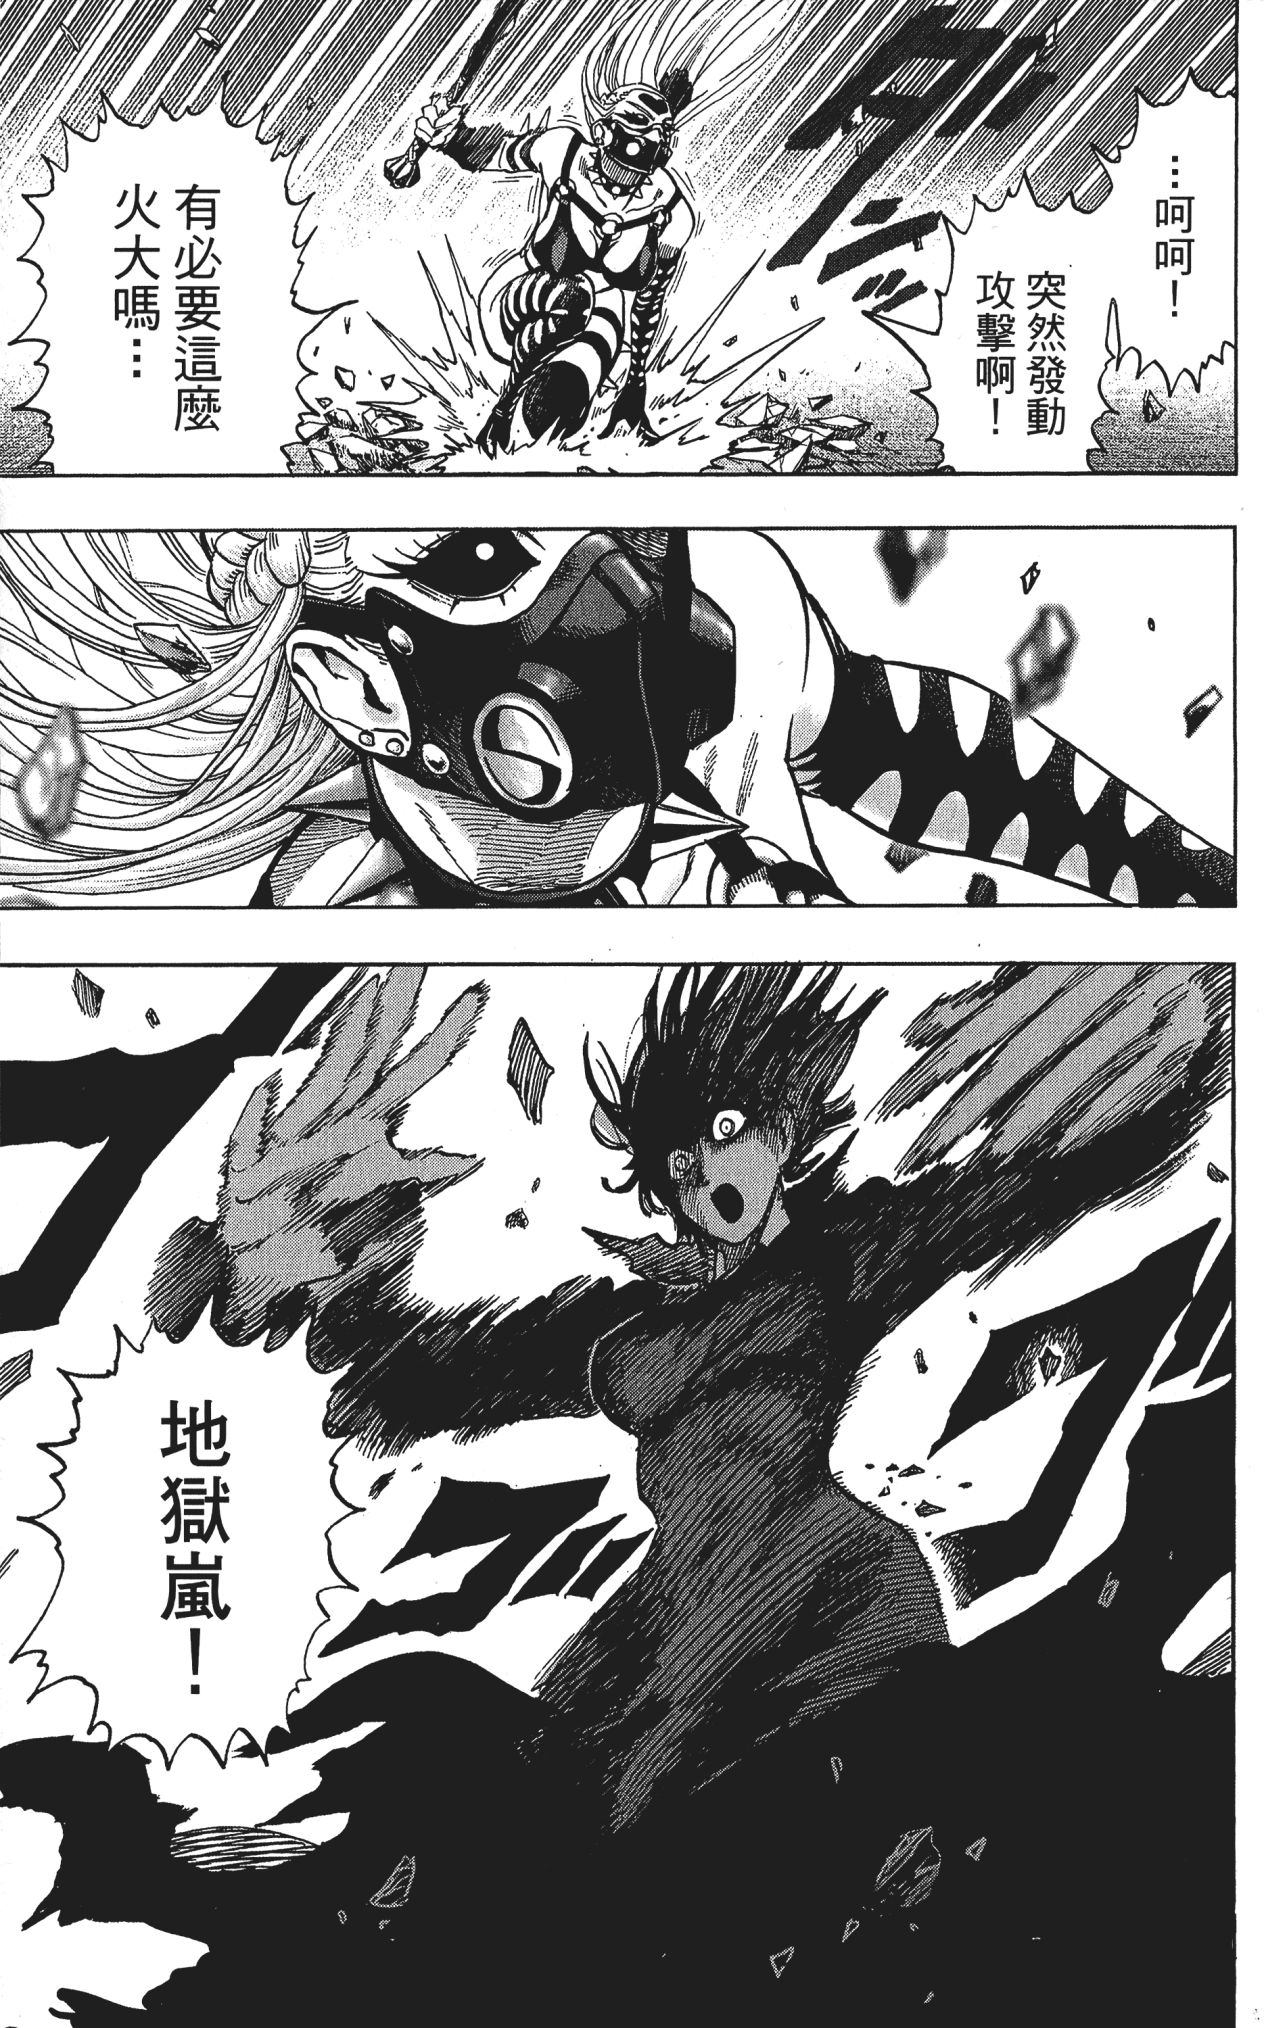 …呵呵！
突然發動
攻擊啊！
有必要這麼
火大嗎…
地獄嵐！